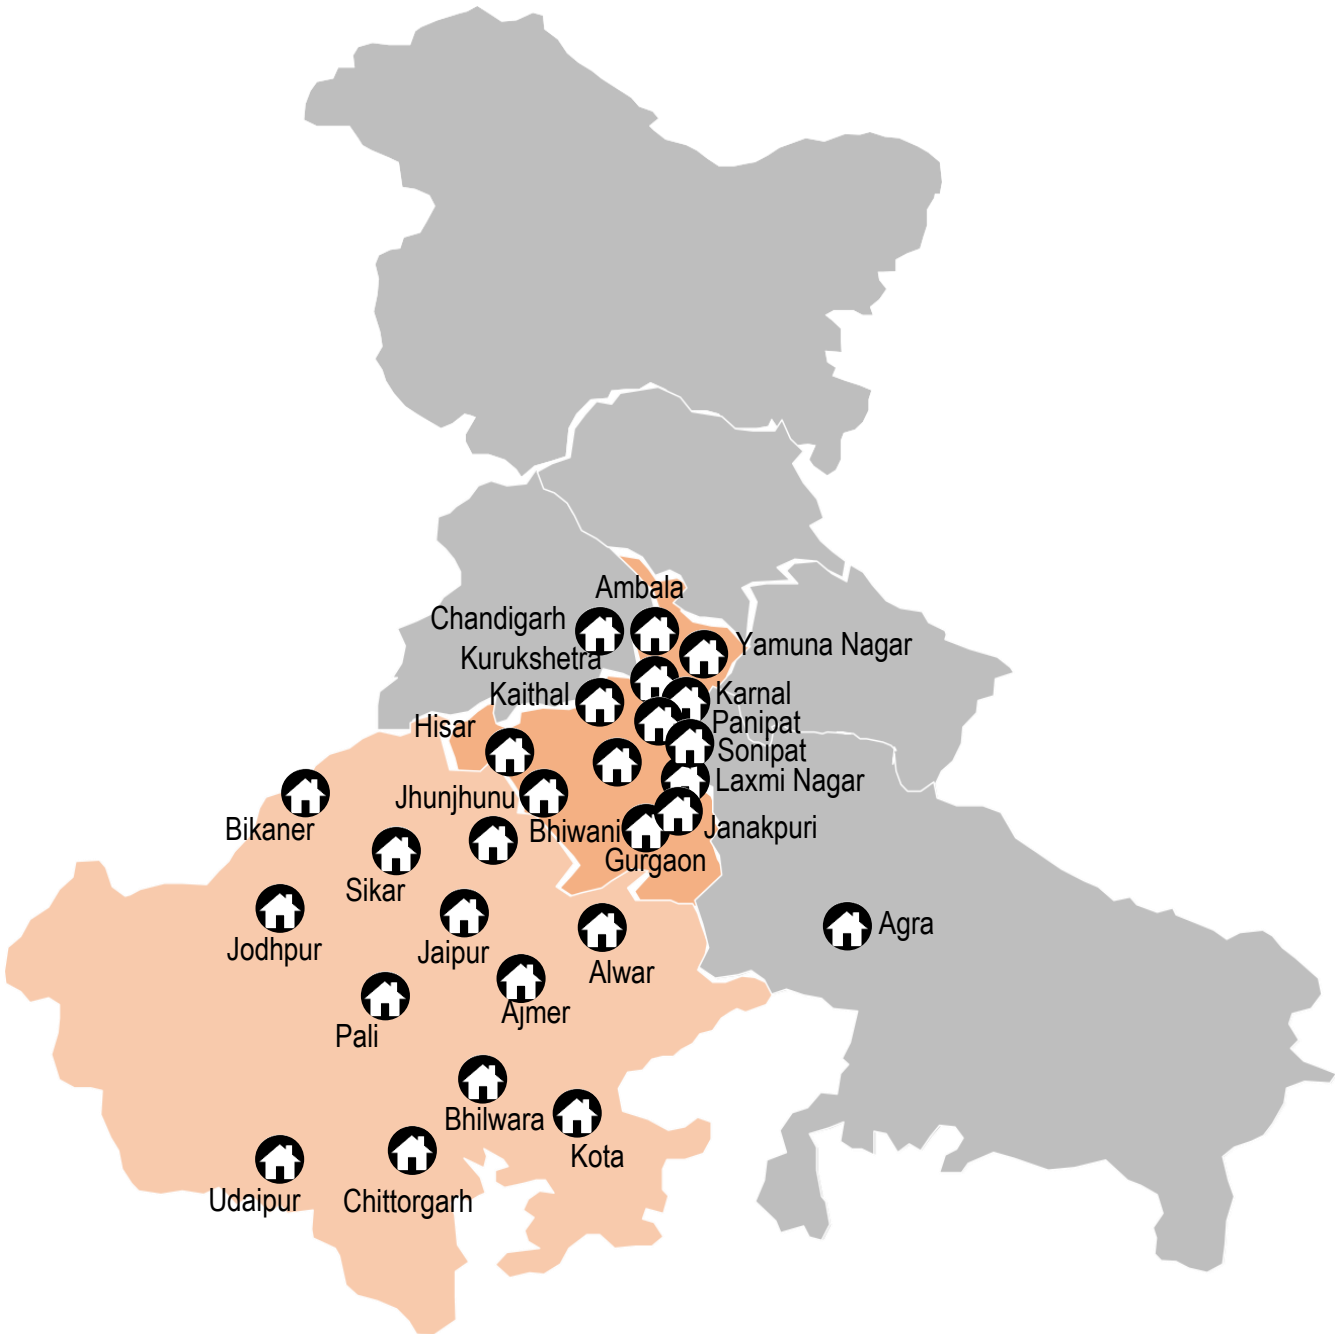 Ambala
Chandigarh
Yamuna Nagar
Kurukshetra
Kaithal
Karnal
Hisar
Panipat
Sonipat
Laxmi Nagar
Jhunjhunu
Bikaner
Bhiwani
Janakpuri
Gurgaon
Sikar
Agra
Jodhpur
Jaipur
Alwar
Ajmer
Pali
Bhilwara
Kota
Udaipur
Chittorgarh